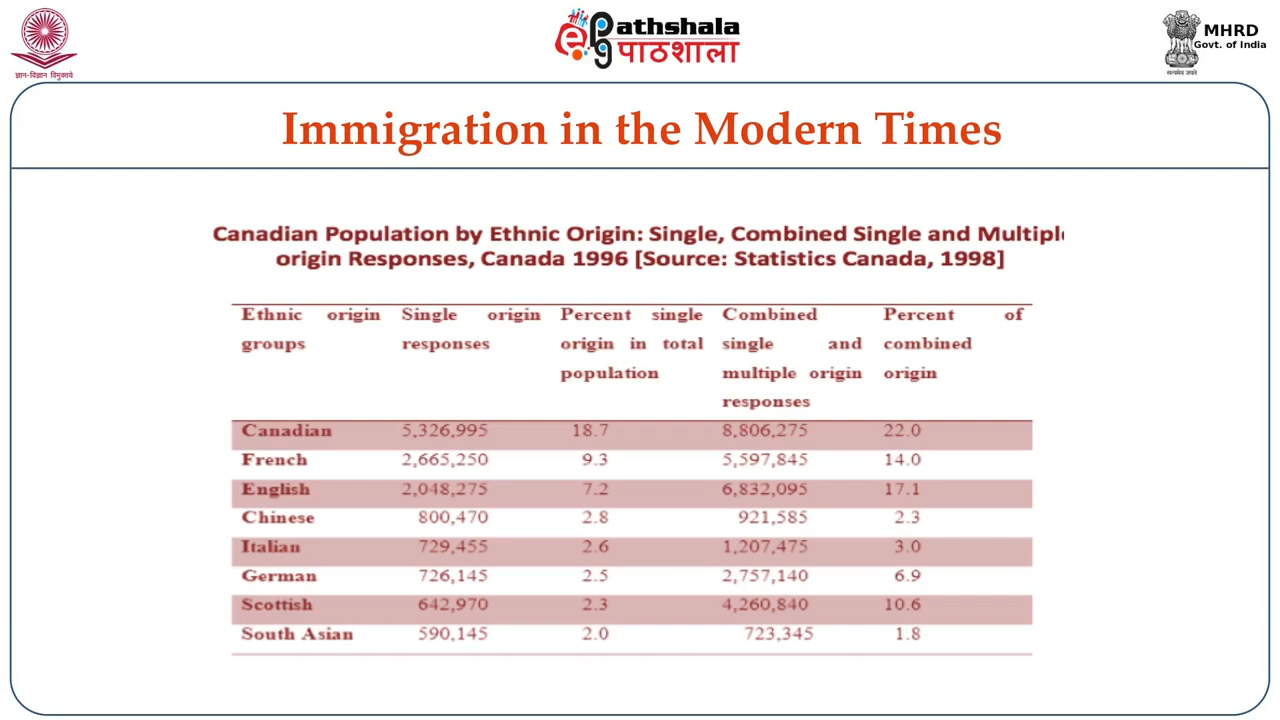 ज्ञान-विज्ञान विमुक्तये
ePathshala
पाठशाला
MHRD
Govt. of India
सत्यमेव जयते
Immigration in the Modern Times
Canadian Population by Ethnic Origin: Single, Combined Single and Multipl
origin Responses, Canada 1996 [Source: Statistics Canada, 1998]
Ethnic origin groups Single origin responses Percent single origin in total population Combined single and multiple origin responses Percent of combined origin
Canadian 5,326,995 18.7 8,806,275 22.0
French 2,665,250 9.3 5,597,845 14.0
English 2,048,275 7.2 6,832,095 17.1
Chinese 800,470 2.8 921,585 2.3
Italian 729,455 2.6 1,207,475 3.0
German 726,145 2.5 2,757,140 6.9
Scottish 642,970 2.3 4,260,840 10.6
South Asian 590,145 2.0 723,345 1.8